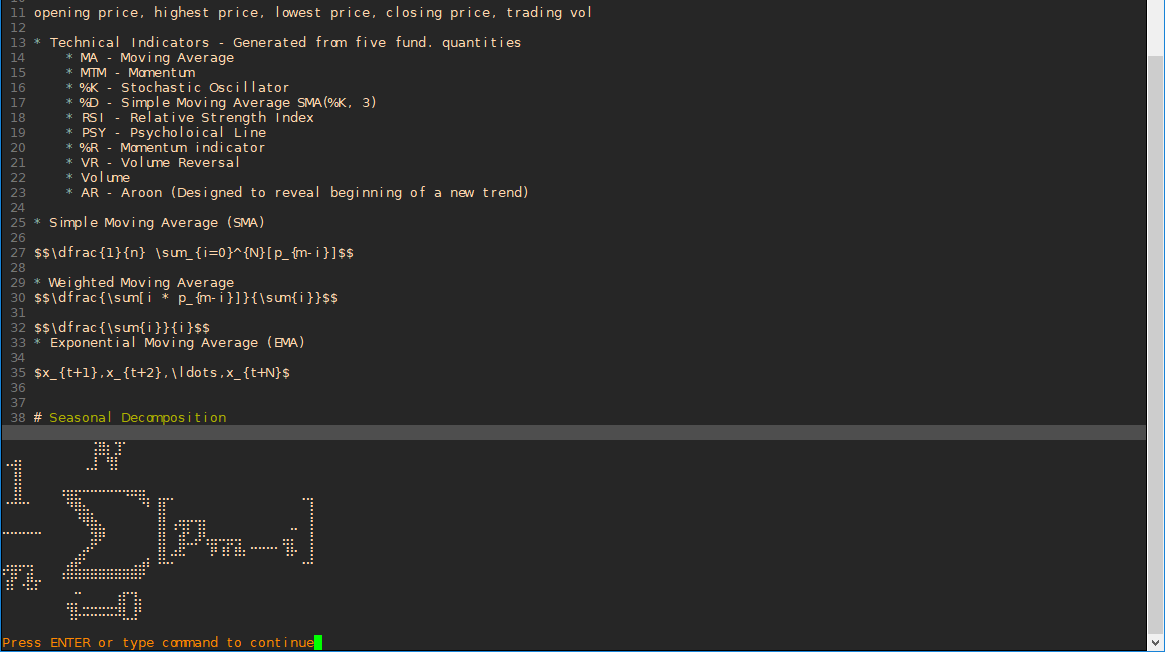 11 opening price, highest price, lowest price, closing price, trading vol
12
13 * Technical Indicators - Generated from five fund. quantities
14     * MA - Moving Average
15     * MTM - Momentum
16     * %K - Stochastic Oscillator
17     * %D - Simple Moving Average SMA(%K, 3)
18     * RSI - Relative Strength Index
19     * PSY - Psycholoical Line
20     * %R - Momentum indicator
21     * VR - Volume Reversal
22     * Volume
23     * AR - Aroon (Designed to reveal beginning of a new trend)
24
25 * Simple Moving Average (SMA)
26
27 $$\dfrac{1}{n} \sum_{i=0}^{N}[p_{m-i}]$$
28
29 * Weighted Moving Average
30 $$\dfrac{\sum[i * p_{m-i}]}{\sum{i}}$$
31
32 $$\dfrac{\sum{i}}{i}$$
33 * Exponential Moving Average (EMA)
34
35 $x_{t+1},x_{t+2},\ldots,x_{t+N}$
36
37
38 # Seasonal Decomposition
N
1
∑[p m-i]
n
i=0
Press ENTER or type command to continue